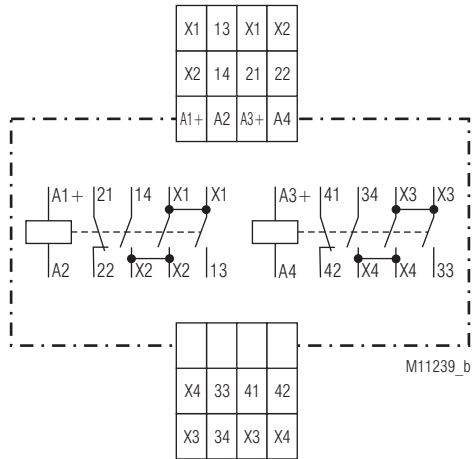 X1 13 X1 X2
X2 14 21 22
A1+ A2 A3+ A4
A1+ 21 14 X1 X1 A3+ 41 34 X3 X3
A2 22 X2 X2 13 A4 42 X4 X4 33
M11239_b
X4 33 41 42
X3 34 X3 X4